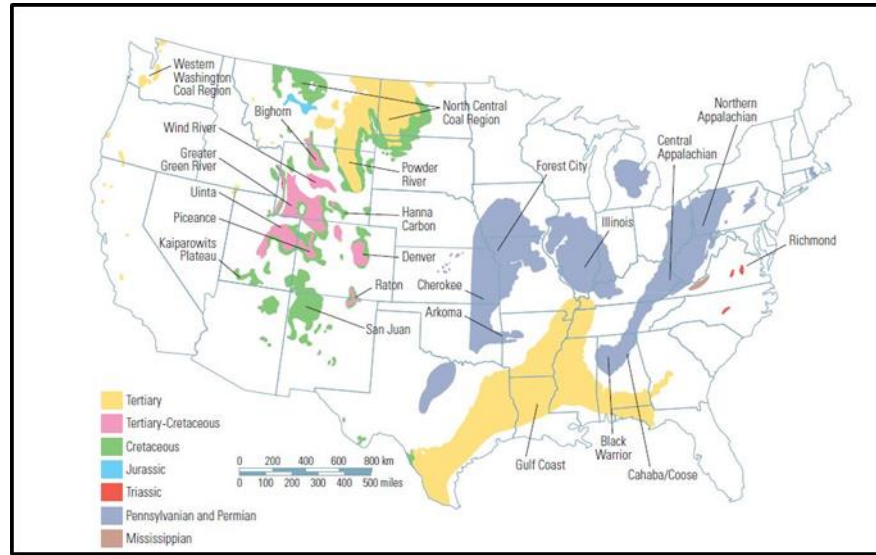 Western
Washington
Coal Region
Bighorn
Wind River
Greater
Green River
Uinta
Piceance
Kaiparowits
Plateau
North Central
Coal Region
Powder
River
Hanna
Carbon
Denver
Raton
San Juan
Forest City
Cherokee
Arkoma
Illinois
Central
Appalachian
Northern
Appalachian
Richmond
Gulf Coast
Black
Warrior
Cahaba/Coose
Tertiary
Tertiary-Cretaceous
Cretaceous
Jurassic
Triassic
Pennsylvanian and Permian
Mississippian
0 200 400 600 800 km
0 100 200 300 400 500 miles